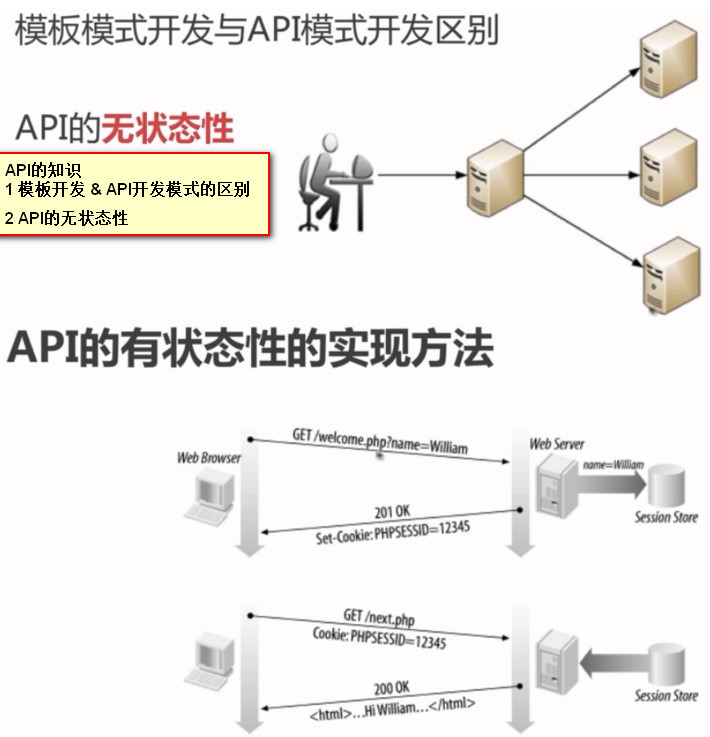 模板模式开发与API模式开发区别
API的无状态性
API的知识
1 模板开发 & API开发模式的区别
2 API的无状态性
API的有状态性的实现方法
GET /welcome.php?name=William
Web Browser
Web Server
name=William
201 OK
Set-Cookie: PHPSESSID=12345
Session Store
GET /next.php
Cookie: PHPSESSID=12345
200 OK
<html>...Hi William...</html>
Session Store